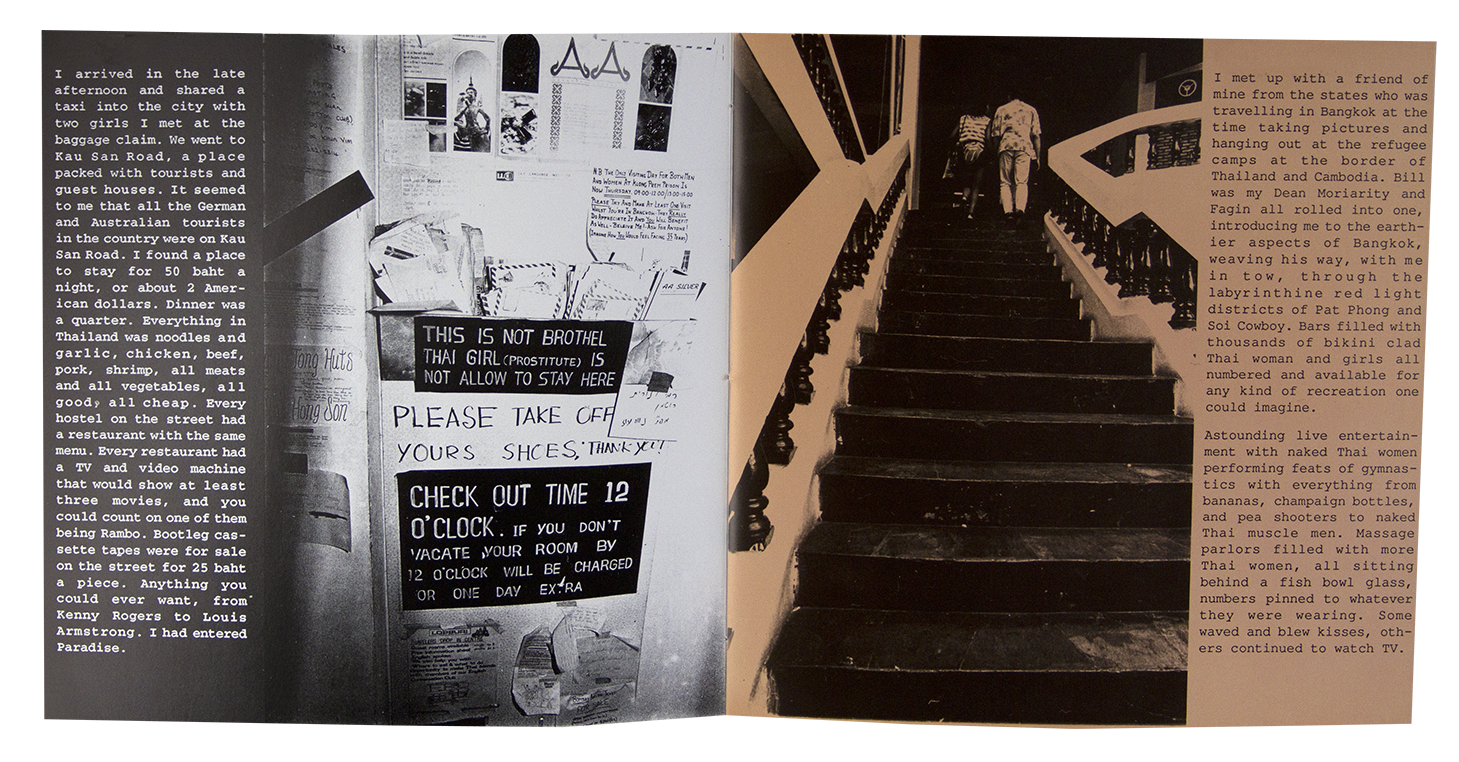 I arrived in the late
afternoon and shared a
taxi into the city with
two girls I met at the
baggage claim. We went to
Kau San Road, a place
packed with tourists and
guest houses. It seemed
to me that all the German
and Australian tourists
in the country were on Kau
San Road. I found a place
to stay for 50 baht a
night, or about 2 Amer-
ican dollars. Dinner was
a quarter. Everything in
Thailand was noodles and
garlic, chicken, beef,
pork, shrimp, all meats
and all vegetables, all
good, all cheap. Every
hostel on the street had
a restaurant with the same
menu. Every restaurant had
a TV and video machine
that would show at least
three movies, and you
could count on one of them
being Rambo. Bootleg cas-
sette tapes were for sale
on the street for 25 baht
a piece. Anything you
could ever want, from
Kenny Rogers to Louis
Armstrong. I had entered
Paradise.
N.B. THE ONLY VISITING DAY FOR BOTH MEN
AND WOMEN AT KLONG PREM PRISON IS
NOW THURSDAY. 09:00-12:00/13:00-15:00
PLEASE TRY AND MAKE AT LEAST ONE VISIT
WHILST YOU'RE IN BANGKOK-THEY REALLY
DO APPRECIATE IT AND YOU WILL BENEFIT
AS WELL - BELIEVE ME! - ASK FOR ANYONE!
(IMAGINE HOW YOU WOULD FEEL FACING 35 YEARS)
AA SILVER
THIS IS NOT BROTHEL
THAI GIRL (PROSTITUTE) IS
NOT ALLOW TO STAY HERE
Tong Huts
Hong Son
PLEASE TAKE OFF
YOURS SHOES, THANK YOU!
CHECK OUT TIME 12
O'CLOCK. IF YOU DON'T
VACATE YOUR ROOM BY
12 O'CLOCK WILL BE CHARGED
OR ONE DAY EXTRA
LOPBURI
I met up with a friend of
mine from the states who was
travelling in Bangkok at the
time taking pictures and
hanging out at the refugee
camps at the border of
Thailand and Cambodia. Bill
was my Dean Moriarity and
Fagin all rolled into one,
introducing me to the earth-
ier aspects of Bangkok,
weaving his way, with me
in tow, through the
labyrinthine red light
districts of Pat Phong and
Soi Cowboy. Bars filled with
thousands of bikini clad
Thai woman and girls all
numbered and available for
any kind of recreation one
could imagine.
Astounding live entertain-
ment with naked Thai women
performing feats of gymnas-
tics with everything from
bananas, champaign bottles,
and pea shooters to naked
Thai muscle men. Massage
parlors filled with more
Thai women, all sitting
behind a fish bowl glass,
numbers pinned to whatever
they were wearing. Some
waved and blew kisses, oth-
ers continued to watch TV.